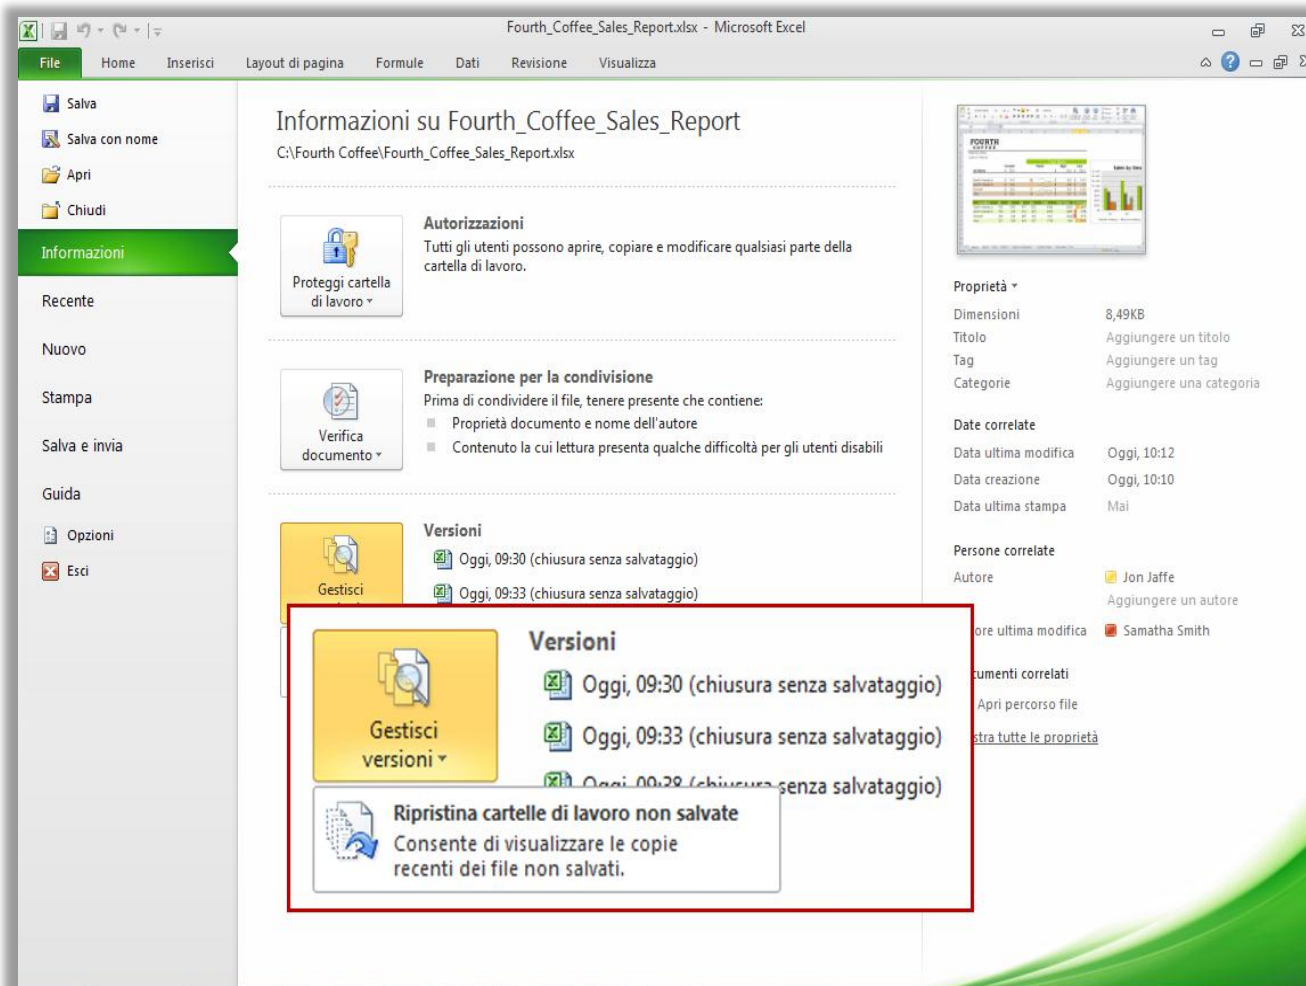 Fourth_Coffee_Sales_Report.xlsx - Microsoft Excel
File Home Inserisci Layout di pagina Formule Dati Revisione Visualizza
Salva
Salva con nome
Apri
Chiudi
Informazioni
Recente
Nuovo
Stampa
Salva e invia
Guida
Opzioni
Esci
Informazioni su Fourth_Coffee_Sales_Report
C:\Fourth Coffee\Fourth_Coffee_Sales_Report.xlsx
Proteggi cartella
di lavoro
Autorizzazioni
Tutti gli utenti possono aprire, copiare e modificare qualsiasi parte della
cartella di lavoro.
Verifica
documento
Preparazione per la condivisione
Prima di condividere il file, tenere presente che contiene:
Proprietà documento e nome dell'autore
Contenuto la cui lettura presenta qualche difficoltà per gli utenti disabili
Gestisci
Versioni
Oggi, 09:30 (chiusura senza salvataggio)
Oggi, 09:33 (chiusura senza salvataggio)
Gestisci
versioni
Versioni
Oggi, 09:30 (chiusura senza salvataggio)
Oggi, 09:33 (chiusura senza salvataggio)
Oggi, 09:38 (chiusura senza salvataggio)
Ripristina cartelle di lavoro non salvate
Consente di visualizzare le copie
recenti dei file non salvati.
FOURTH
COFFEE
Proprietà
Dimensioni 8,49KB
Titolo Aggiungere un titolo
Tag Aggiungere un tag
Categorie Aggiungere una categoria
Date correlate
Data ultima modifica Oggi, 10:12
Data creazione Oggi, 10:10
Data ultima stampa Mai
Persone correlate
Autore Jon Jaffe
Aggiungere un autore
ore ultima modifica Samatha Smith
cumenti correlati
Apri percorso file
stra tutte le proprietà